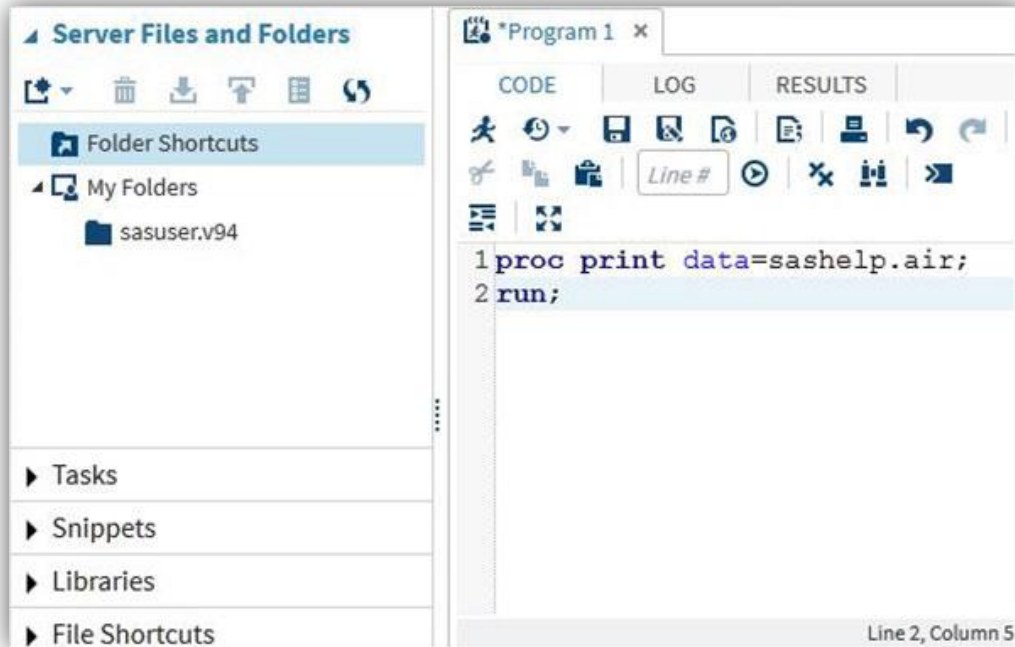 Server Files and Folders
Folder Shortcuts
My Folders
sasuser.v94
Tasks
Snippets
Libraries
File Shortcuts
*Program 1
CODE LOG RESULTS
Line #
1 proc print data=sashelp.air;
2 run;
Line 2, Column 5